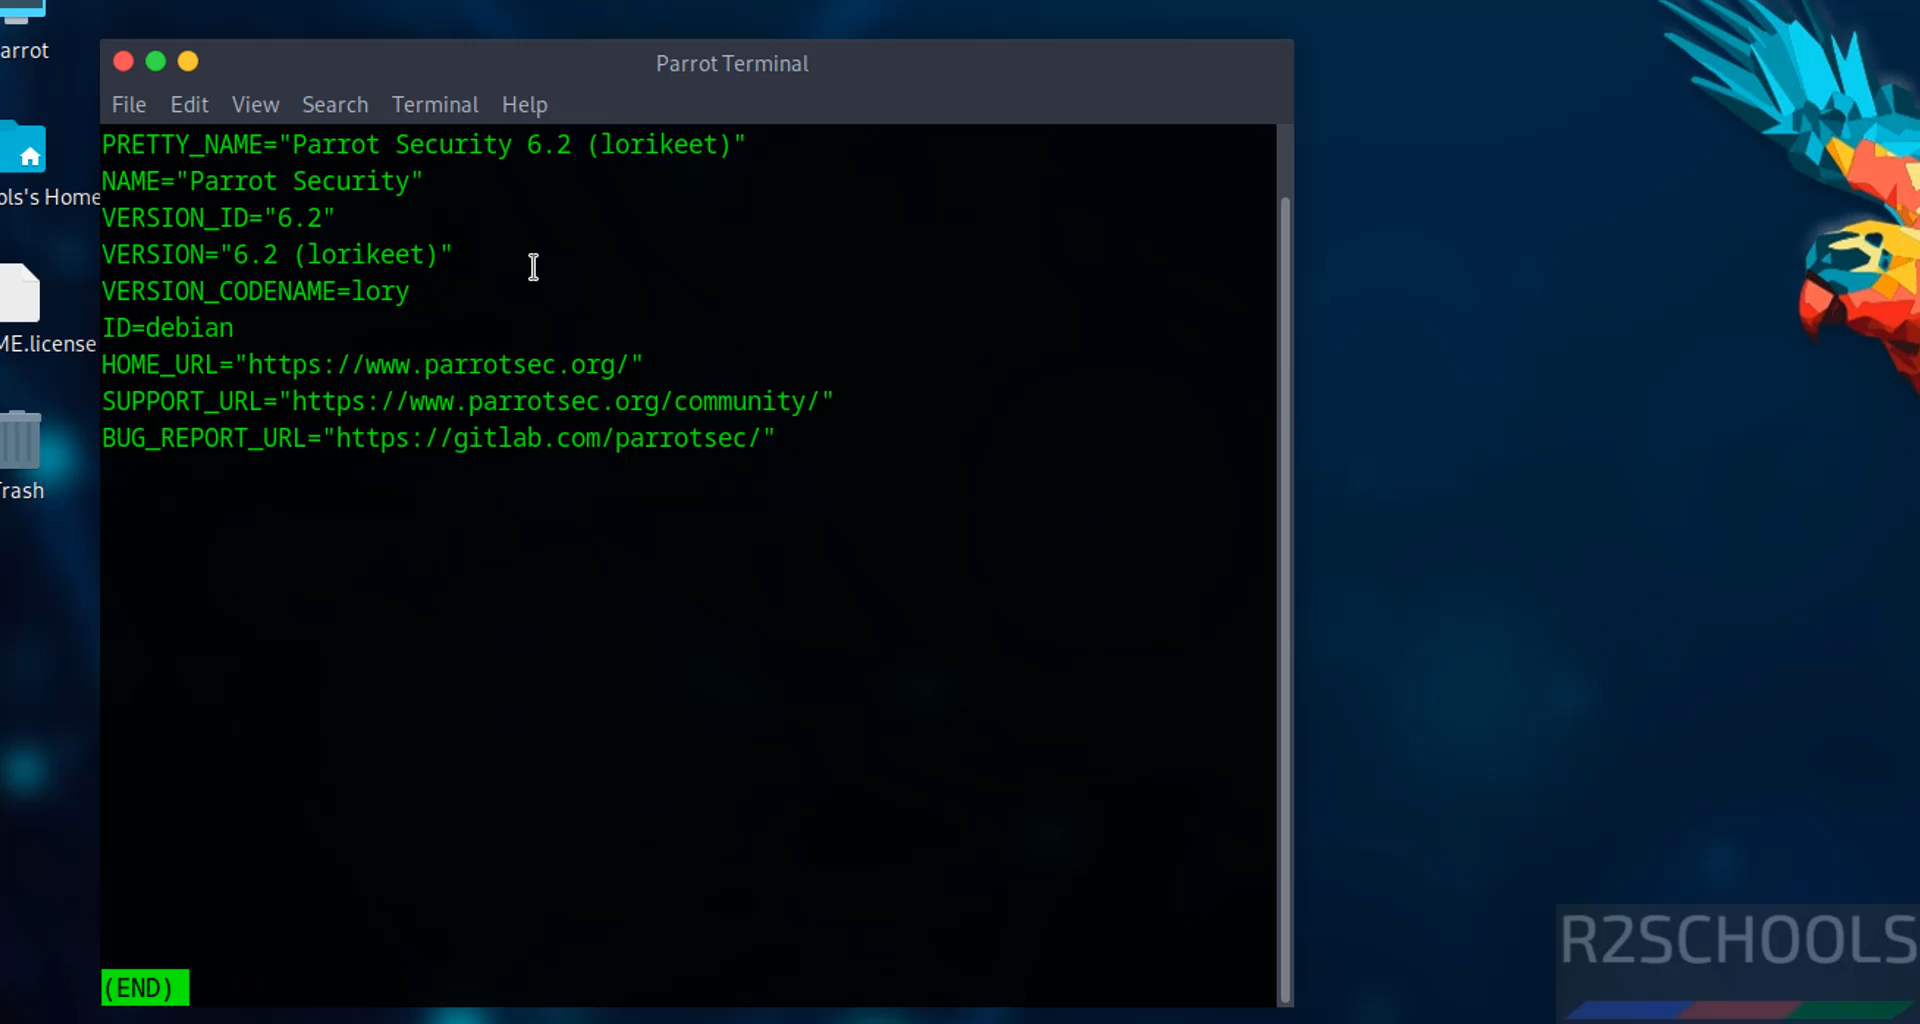 arrot
Parrot Terminal
File Edit View Search Terminal Help
PRETTY_NAME="Parrot Security 6.2 (lorikeet)"
NAME="Parrot Security"
ols's Home
VERSION_ID="6.2"
VERSION="6.2 (lorikeet)"
VERSION_CODENAME=lory
ID=debian
ME.license
HOME_URL="https://www.parrotsec.org/"
SUPPORT_URL="https://www.parrotsec.org/community/"
BUG_REPORT_URL="https://gitlab.com/parrotsec/"
Trash
(END)
R2SCHOOLS